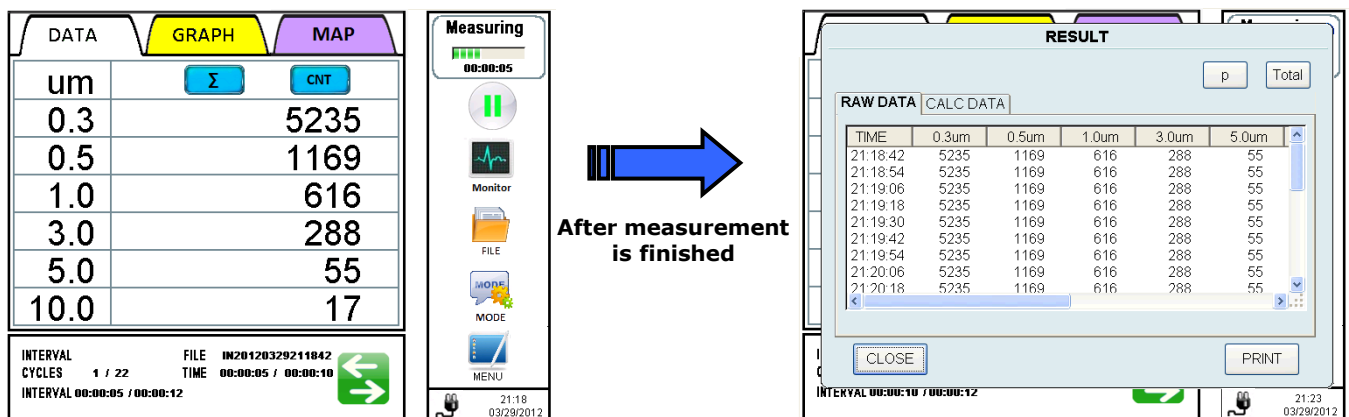 DATA GRAPH MAP
um Σ CNT
0.3 5235
0.5 1169
1.0 616
3.0 288
5.0 55
10.0 17
INTERVAL FILE IN20120329211842
CYCLES 1 / 22 TIME 00:00:05 / 00:00:10
INTERVAL 00:00:05 / 00:00:12
Measuring
00:00:05
Monitor
FILE
MODE
MODE
MENU
21:18
03/29/2012
After measurement
is finished
RESULT
p Total
RAW DATA CALC DATA
TIME 0.3um 0.5um 1.0um 3.0um 5.0um
21:18:42 5235 1169 616 288 55
21:18:54 5235 1169 616 288 55
21:19:06 5235 1169 616 288 55
21:19:18 5235 1169 616 288 55
21:19:30 5235 1169 616 288 55
21:19:42 5235 1169 616 288 55
21:19:54 5235 1169 616 288 55
21:20:06 5235 1169 616 288 55
21:20:18 5235 1169 616 288 55
CLOSE PRINT
INTERVAL 00:00:10 / 00:00:12
21:23
03/29/2012